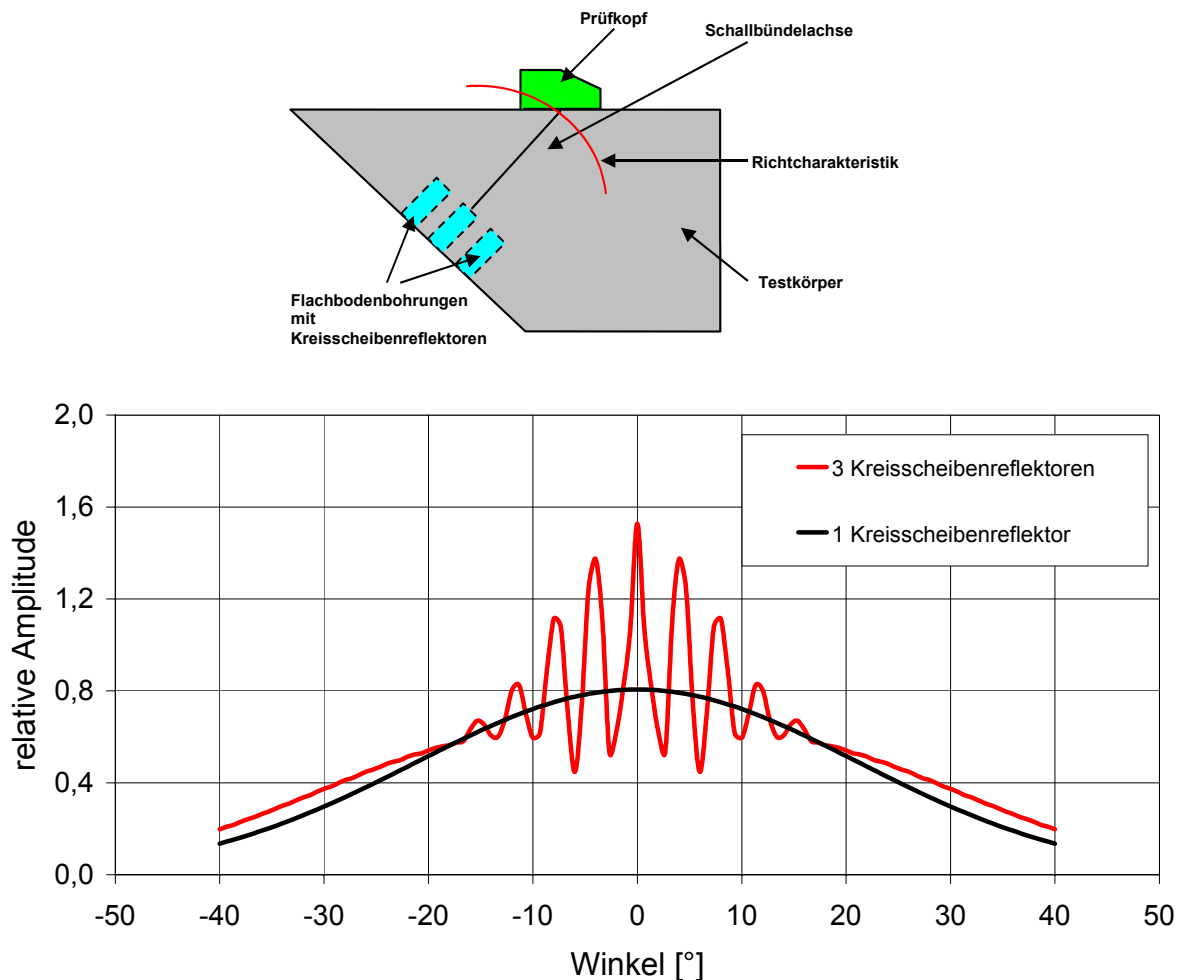 Prüfkopf
Schallbündelachse
Richtcharakteristik
Testkörper
Flachbodenbohrungen
mit
Kreisscheibenreflektoren
2,0
1,6
1,2
0,8
0,4
0,0
relative Amplitude
3 Kreisscheibenreflektoren
1 Kreisscheibenreflektor
-50 -40 -30 -20 -10 0 10 20 30 40 50
Winkel [°]